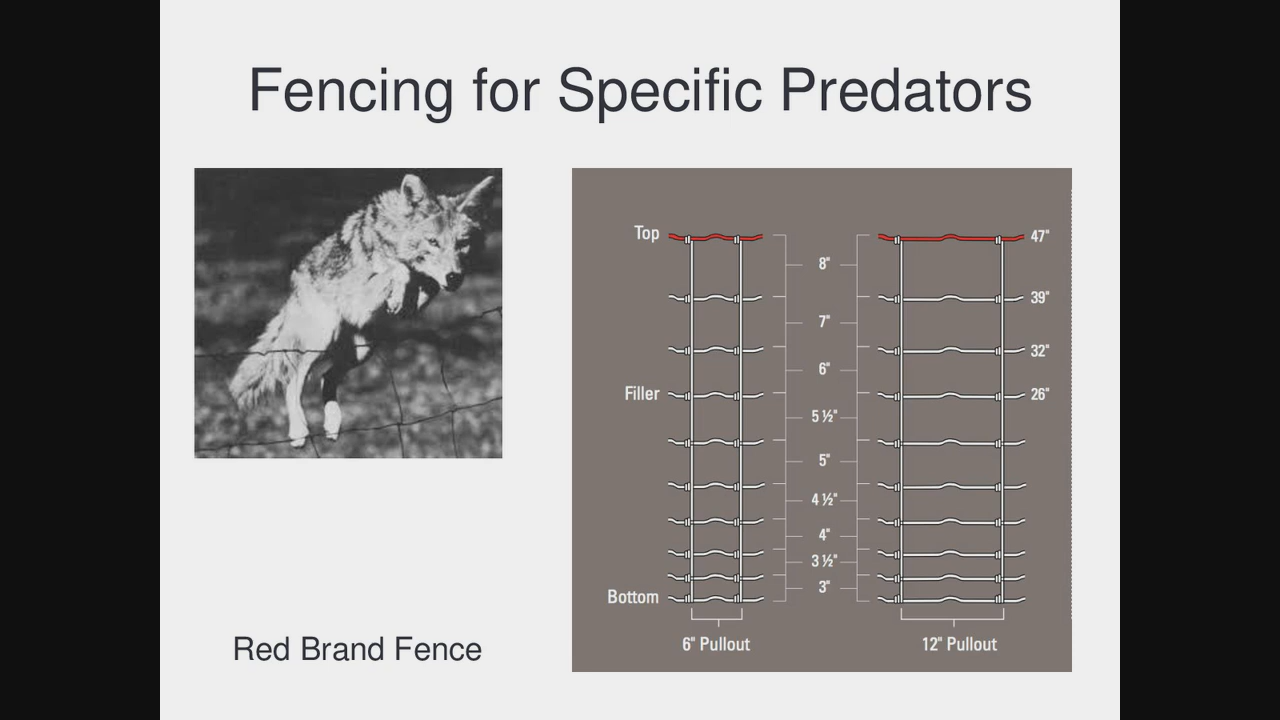 Fencing for Specific Predators
Top
47"
8"
39"
7"
32"
6"
Filler
26"
5 ½"
5"
4 ½"
4"
3 ½"
3"
Bottom
6" Pullout
12" Pullout
Red Brand Fence